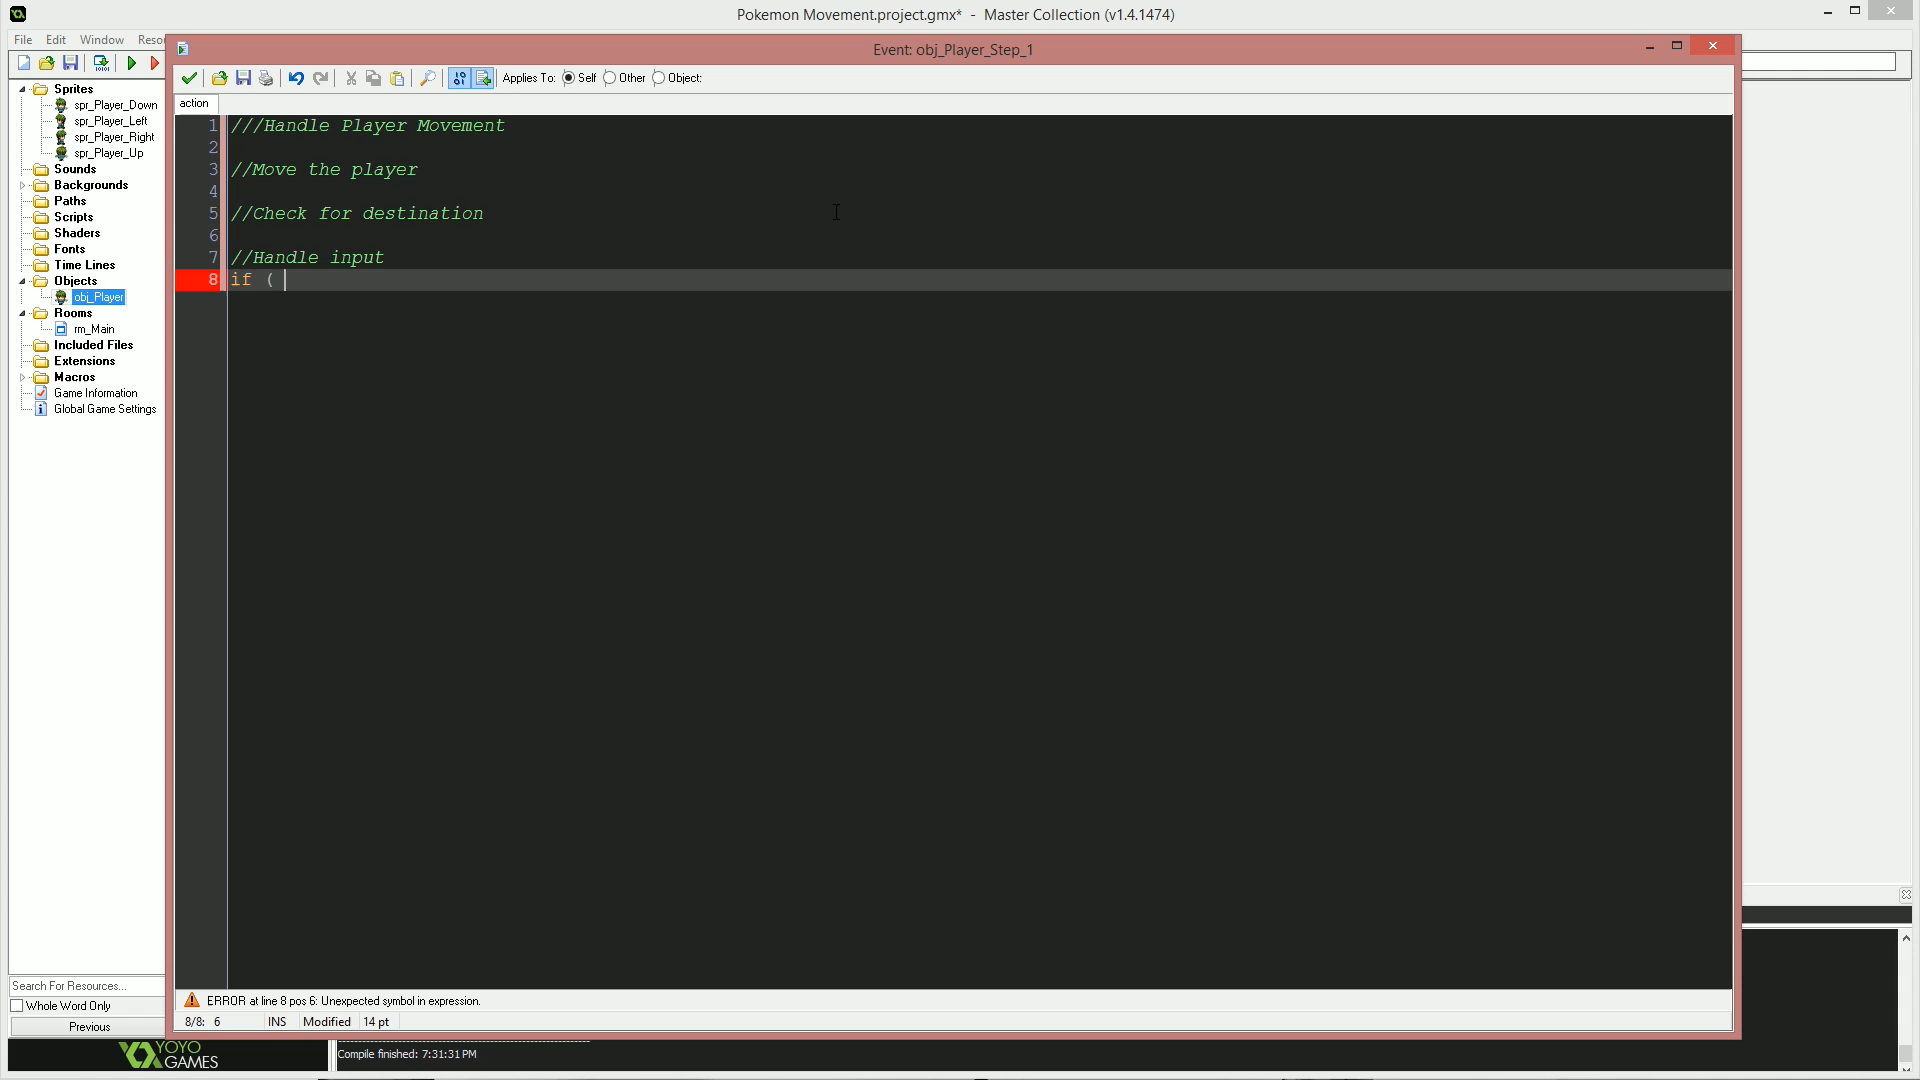 Pokemon Movement.project.gmx* - Master Collection (v1.4.1474)
File Edit Window Resou
Event: obj_Player_Step_1
Applies To: Self Other Object:
action
Sprites
spr_Player_Down
spr_Player_Left
spr_Player_Right
spr_Player_Up
Sounds
Backgrounds
Paths
Scripts
Shaders
Fonts
Time Lines
Objects
obj_Player
Rooms
rm_Main
Included Files
Extensions
Macros
Game Information
Global Game Settings
1 ///Handle Player Movement
2
3 //Move the player
4
5 //Check for destination
6
7 //Handle input
8 if (
Search For Resources...
Whole Word Only
Previous
ERROR at line 8 pos 6: Unexpected symbol in expression.
8/8: 6 INS Modified 14 pt
YOYO
GAMES
Compile finished: 7:31:31 PM